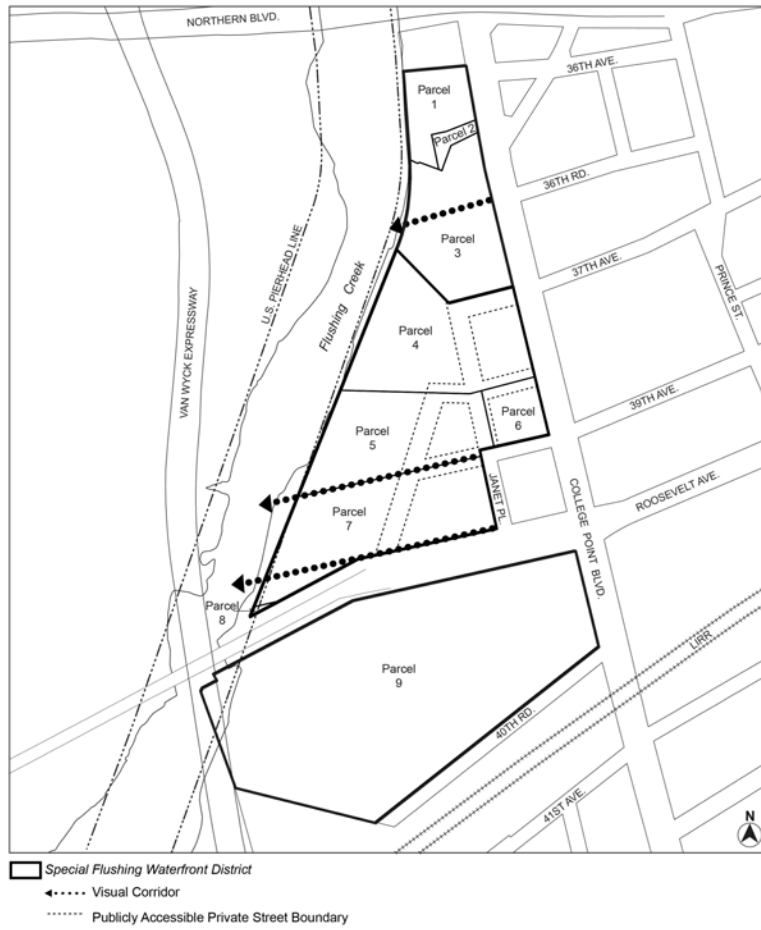 NORTHERN BLVD.
36TH AVE.
Parcel
1
Parcel 2
36TH RD.
Parcel
3
37TH AVE.
PRINCE ST.
U.S. PIERHEAD LINE
Flushing Creek
VAN WYCK EXPRESSWAY
Parcel
4
Parcel
5
Parcel
6
39TH AVE.
JANET PL.
COLLEGE POINT BLVD.
ROOSEVELT AVE.
Parcel
7
Parcel
8
LIRR
Parcel
9
40TH RD.
41ST AVE.
N
Special Flushing Waterfront District
Visual Corridor
Publicly Accessible Private Street Boundary